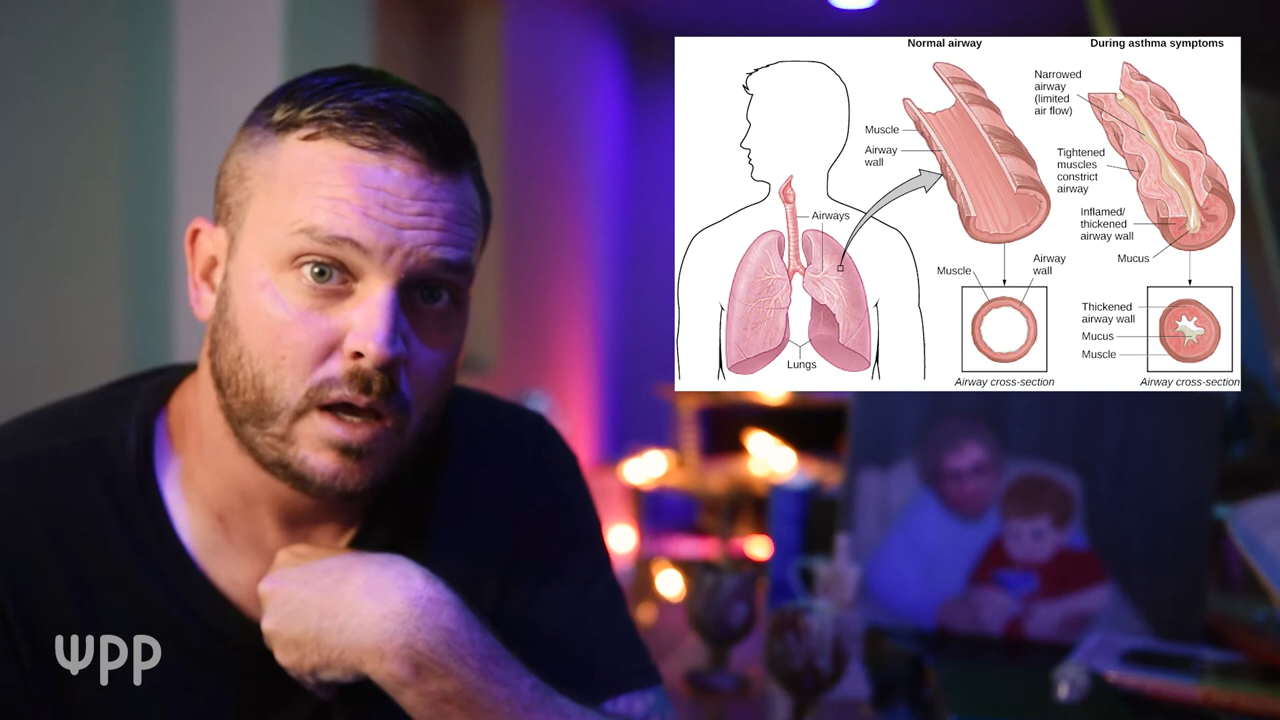 Normal airway
During asthma symptoms
Narrowed
airway
(limited
air flow)
Muscle
Airway
wall
Tightened
muscles
constrict
airway
Airways
Inflamed/
thickened
airway wall
Mucus
Muscle
Airway
wall
Thickened
airway wall
Mucus
Muscle
Lungs
Airway cross-section
Airway cross-section
ψpp